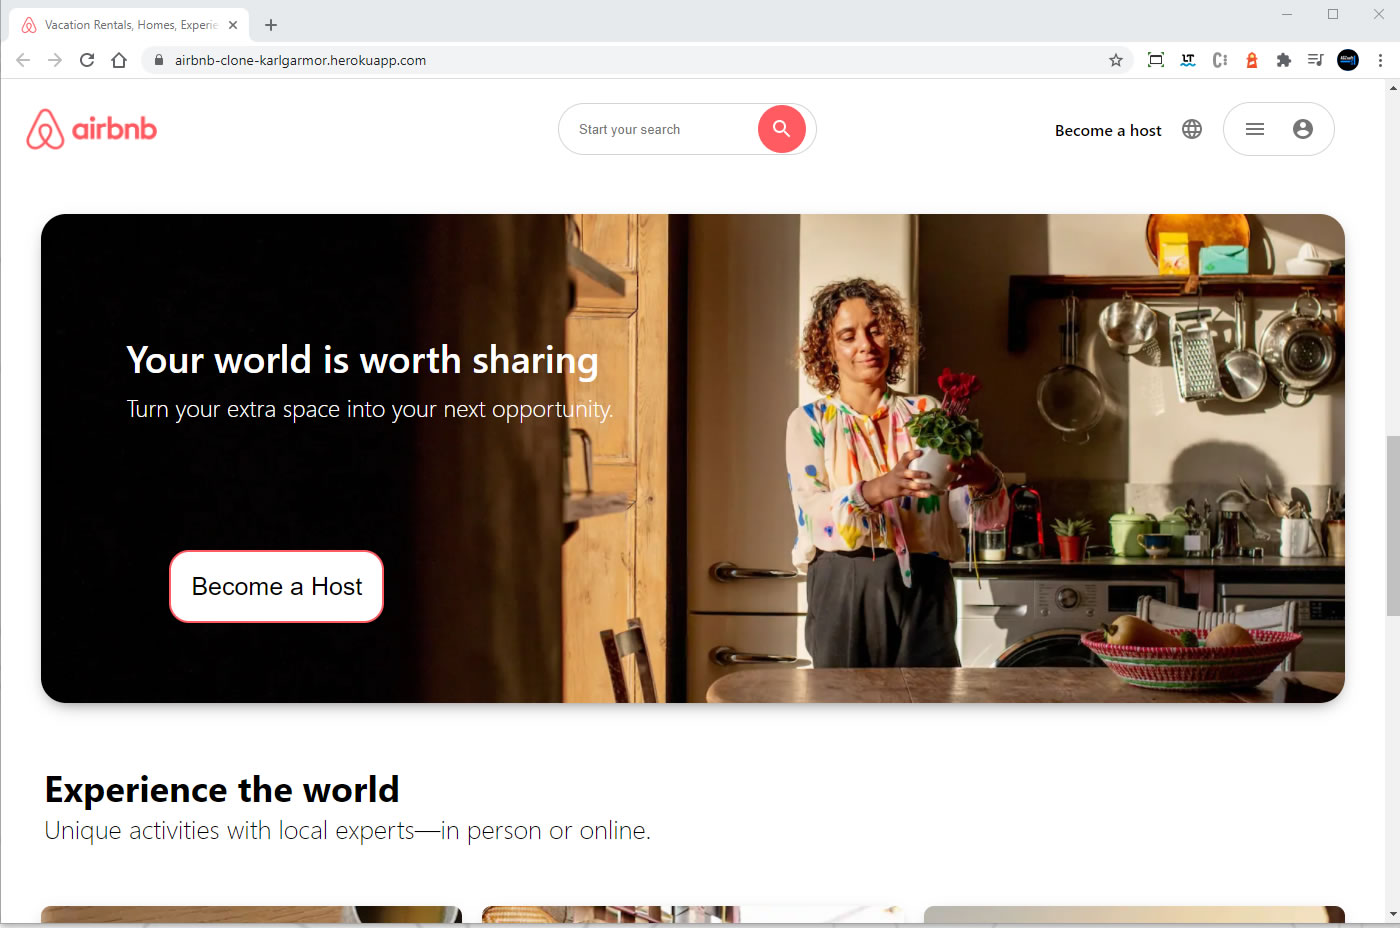 Vacation Rentals, Homes, Experie
airbnb-clone-karlgarmor.herokuapp.com
LT
airbnb
Start your search
Become a host
Your world is worth sharing
Turn your extra space into your next opportunity.
Become a Host
Experience the world
Unique activities with local experts—in person or online.